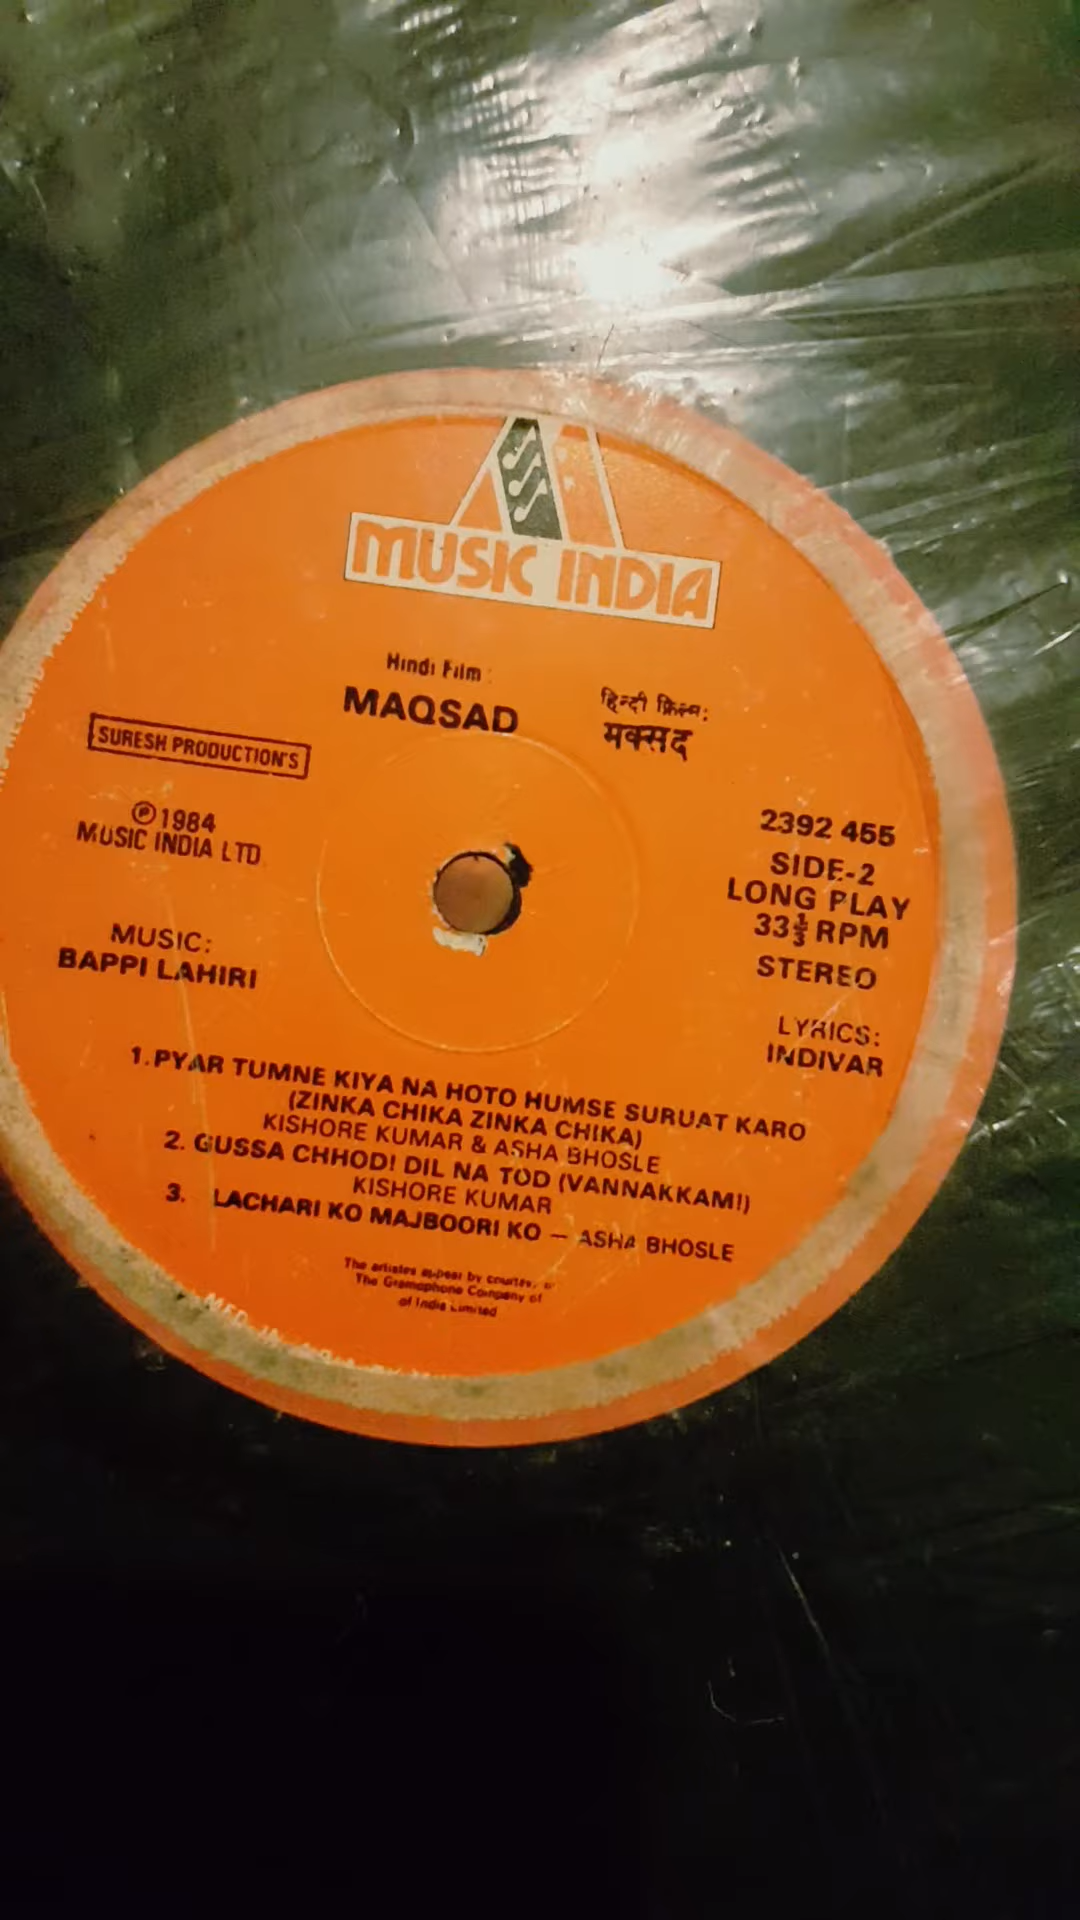 MUSIC INDIA
Hindi Film :
MAQSAD
हिन्दी फ़िल्म:
मक्सद
SURESH PRODUCTION'S
Ⓟ 1984
MUSIC INDIA LTD
2392 455
SIDE-2
LONG PLAY
33⅓ RPM
STEREO
MUSIC:
BAPPI LAHIRI
LYRICS:
INDIVAR
1. PYAR TUMNE KIYA NA HOTO HUMSE SURUAT KARO
(ZINKA CHIKA ZINKA CHIKA)
KISHORE KUMAR & ASHA BHOSLE
2. GUSSA CHHODI DIL NA TOD (VANNAKKAMI)
KISHORE KUMAR
3. LACHARI KO MAJBOORI KO — ASHA BHOSLE
The artistes appear by courtesy of
The Gramophone Company of
of India Limited